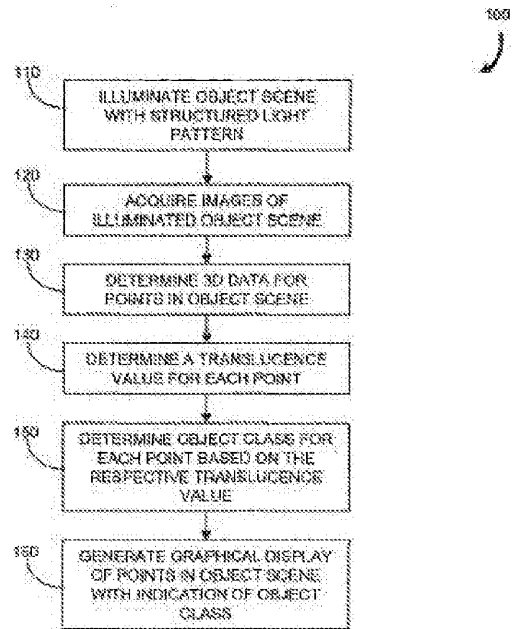 100
110
ILLUMINATE OBJECT SCENE
WITH STRUCTURED LIGHT
PATTERN
120
ACQUIRE IMAGES OF
ILLUMINATED OBJECT SCENE
130
DETERMINE 3D DATA FOR
POINTS IN OBJECT SCENE
140
DETERMINE A TRANSLUCENCE
VALUE FOR EACH POINT
150
DETERMINE OBJECT CLASS FOR
EACH POINT BASED ON THE
RESPECTIVE TRANSLUCENCE
VALUE
160
GENERATE GRAPHICAL DISPLAY
OF POINTS IN OBJECT SCENE
WITH INDICATION OF OBJECT
CLASS